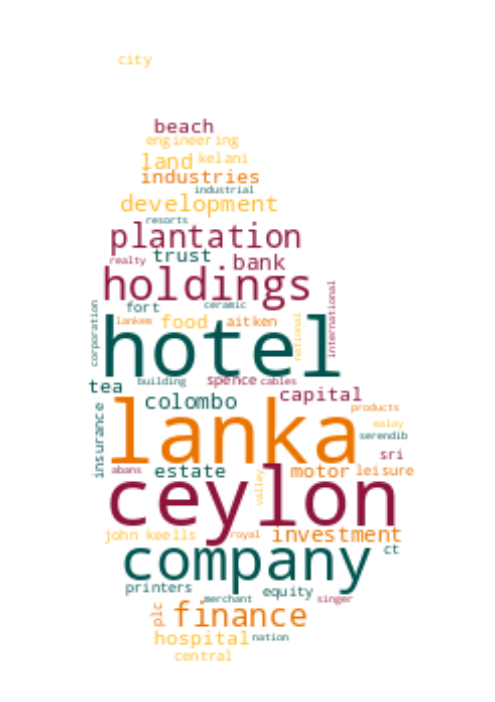 city
beach
engineering
land kelani
industries
industrial
development
resorts
plantation
trust
realty bank
holdings
international
corporation
fort ceramic
lankem food aitken
national
hotel
tea building spence cables
capital
colombo
products
insurance
lanka
malay
serendib
sri
abans estate motor leisure
valley
ceylon
john keells royal investment
company
ct
printers equity
merchant singer
plc
finance
hospital nation
central